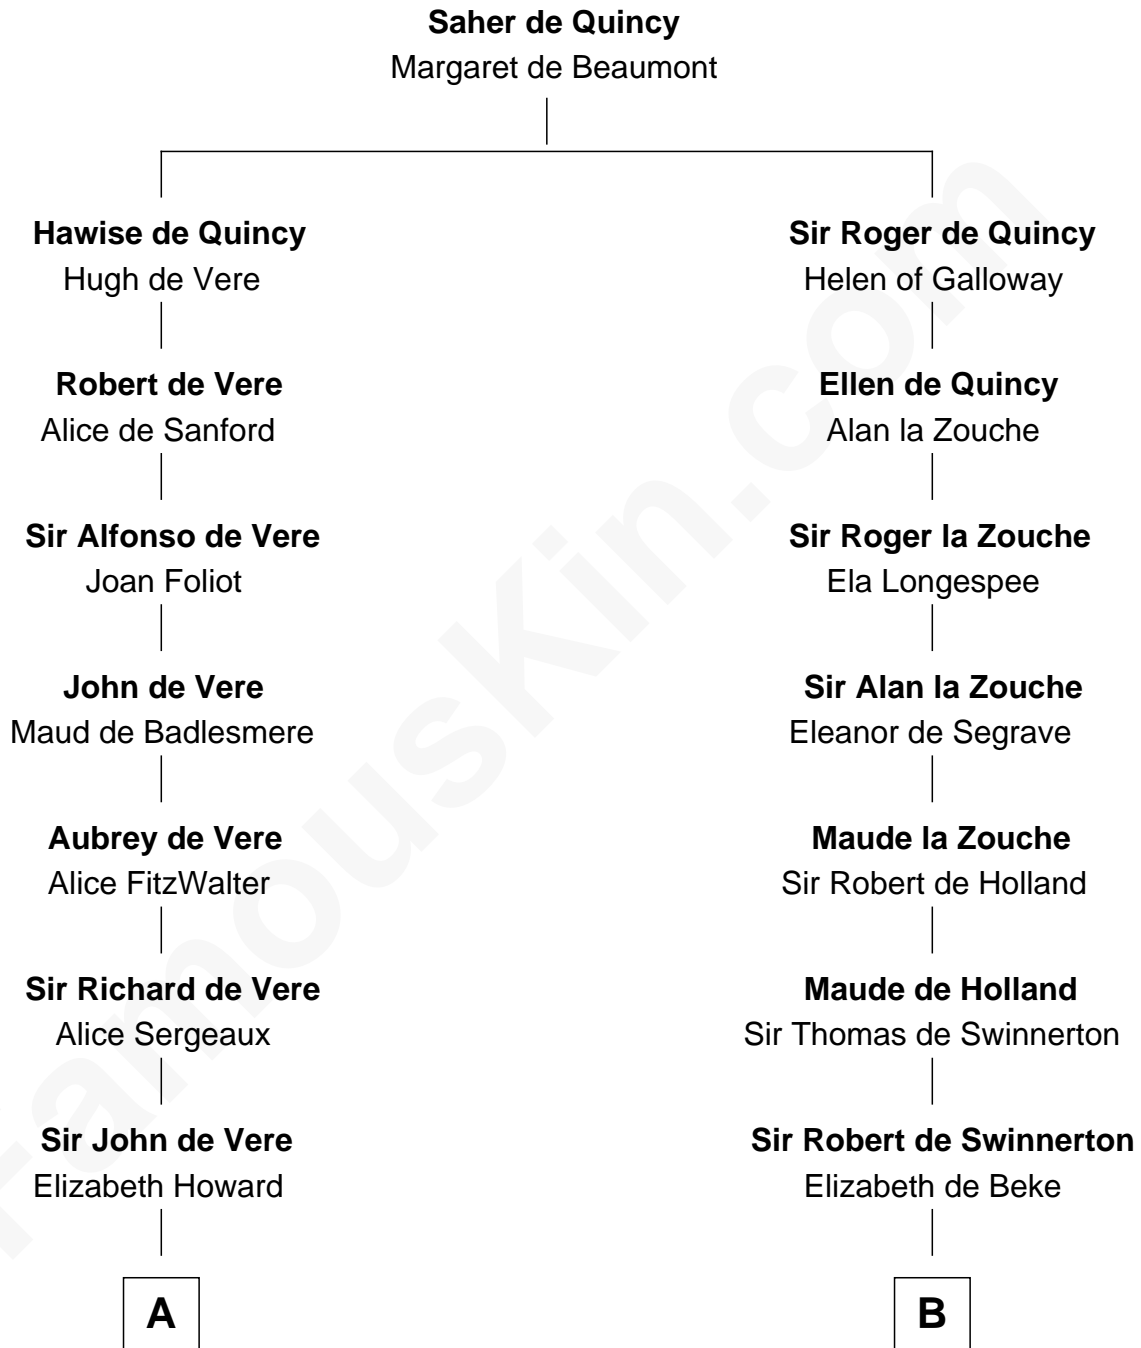 Saher de Quincy
Margaret de Beaumont
Hawise de Quincy
Hugh de Vere
Sir Roger de Quincy
Helen of Galloway
Robert de Vere
Alice de Sanford
Ellen de Quincy
Alan la Zouche
Sir Alfonso de Vere
Joan Foliot
Sir Roger la Zouche
Ela Longespee
John de Vere
Maud de Badlesmere
Sir Alan la Zouche
Eleanor de Segrave
Aubrey de Vere
Alice FitzWalter
Maude la Zouche
Sir Robert de Holland
Sir Richard de Vere
Alice Sergeaux
Maude de Holland
Sir Thomas de Swinnerton
Sir John de Vere
Elizabeth Howard
Sir Robert de Swinnerton
Elizabeth de Beke
A
B
FamousKin.com